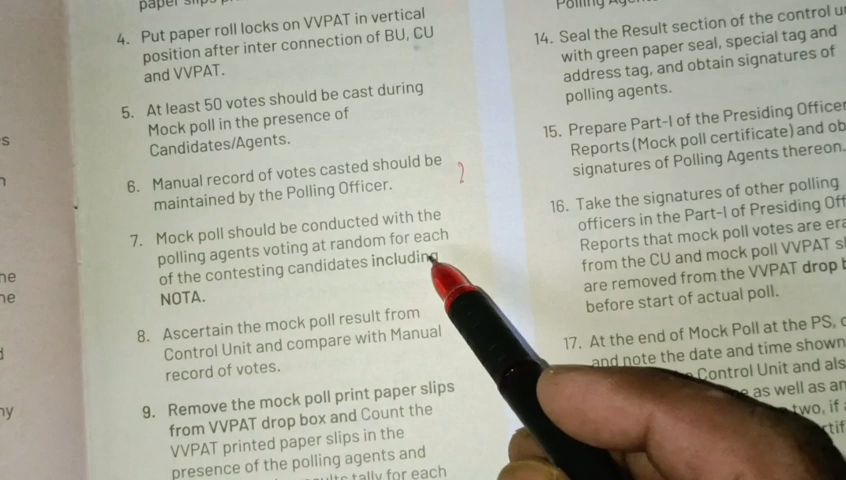 paper slips
4. Put paper roll locks on VVPAT in vertical
position after inter connection of BU, CU
and VVPAT.
5. At least 50 votes should be cast during
Mock poll in the presence of
Candidates/Agents.
6. Manual record of votes casted should be
maintained by the Polling Officer.
7. Mock poll should be conducted with the
polling agents voting at random for each
of the contesting candidates including
NOTA.
8. Ascertain the mock poll result from
Control Unit and compare with Manual
record of votes.
9. Remove the mock poll print paper slips
from VVPAT drop box and Count the
VVPAT printed paper slips in the
presence of the polling agents and
tally for each
Polling
14. Seal the Result section of the control
with green paper seal, special tag and
address tag, and obtain signatures of
polling agents.
15. Prepare Part-I of the Presiding Officer
Reports (Mock poll certificate) and
signatures of Polling Agents thereon.
16. Take the signatures of other polling
officers in the Part-I of Presiding
Reports that mock poll votes are
from the CU and mock poll VVPAT
are removed from the VVPAT drop
before start of actual poll.
17. At the end of Mock Poll at the PS,
and note the date and time shown
Control Unit and
as well as
two, if